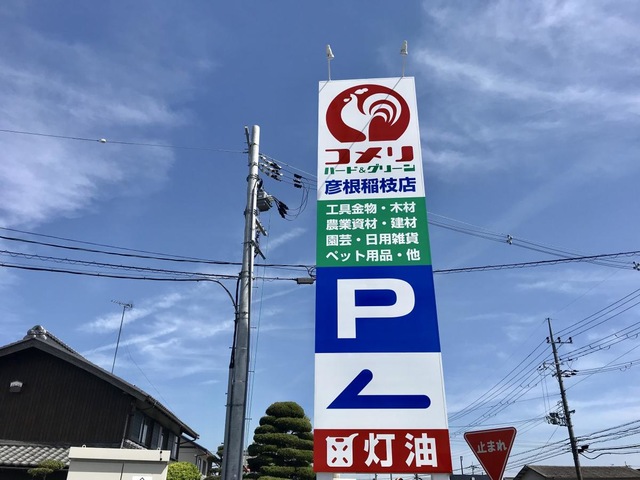 コメリ
ハード&グリーン
彦根稲枝店
工具金物・木材
農業資材・建材
園芸・日用雑貨
ペット用品・他
P
灯油
止まれ